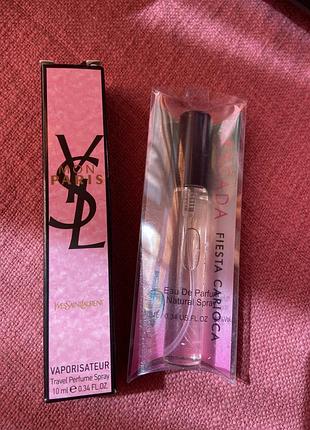 YSL
MON
PARIS
YVESSAINTLAURENT
VAPORISATEUR
Travel Perfume Spray
10 ml e 0.34 FL.OZ
ADA
FIESTA CARIOCA
Eau De Parfum
Natural Spray
0.34 US FL.OZ